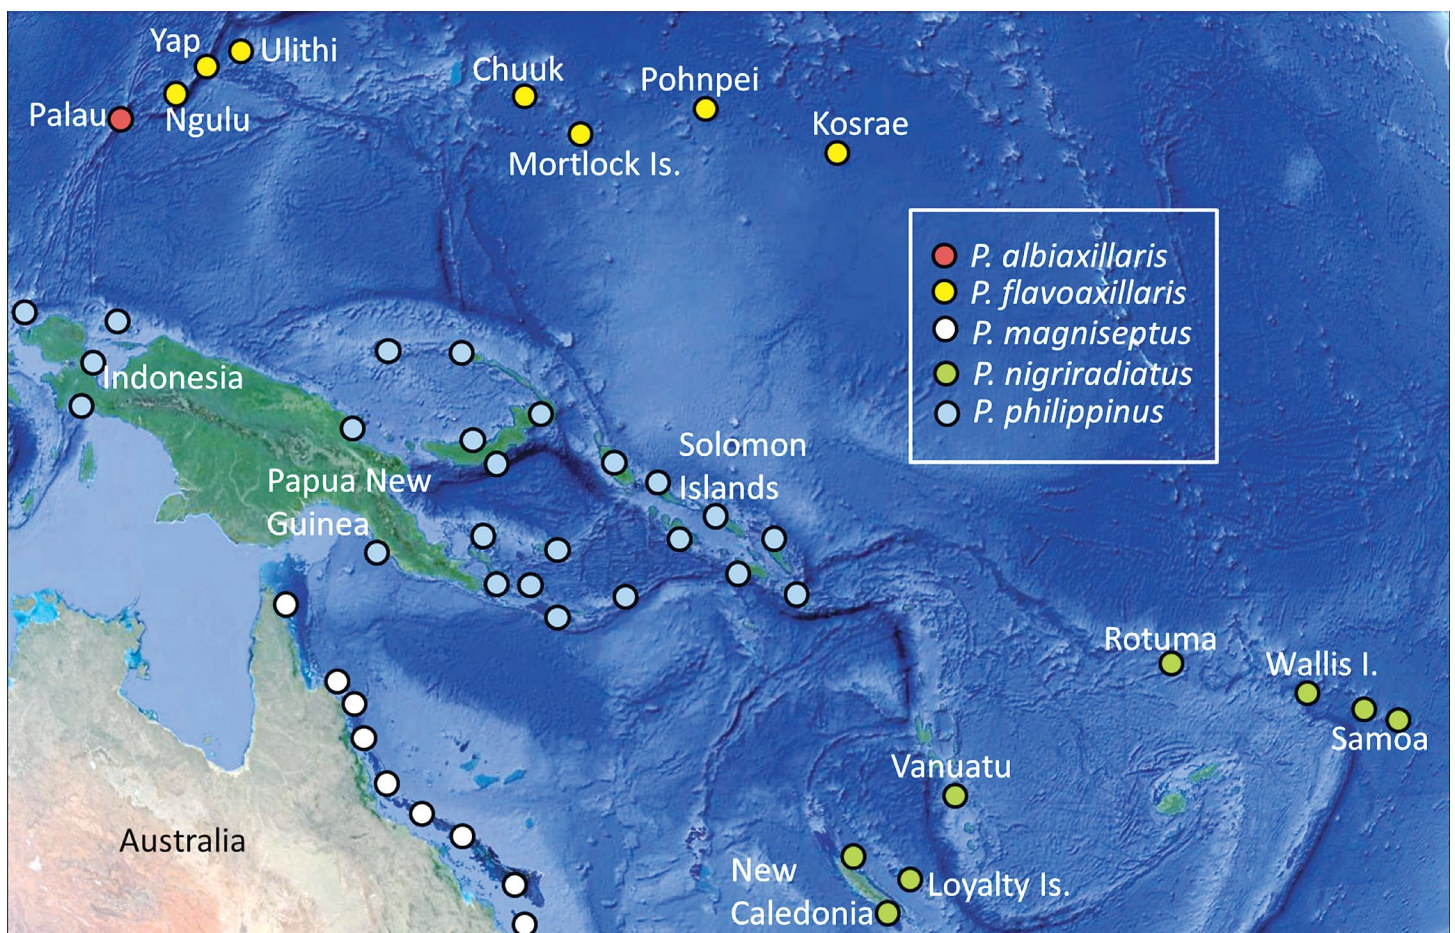 Yap
Ulithi
Palau
Ngulu
Chuuk
Mortlock Is.
Pohnpei
Kosrae
P. albiaxillaris
P. flavoaxillaris
P. magniseptus
P. nigriradiatus
P. philippinus
Indonesia
Papua New
Guinea
Solomon
Islands
Rotuma
Wallis I.
Samoa
Vanuatu
Australia
New
Caledonia
Loyalty Is.